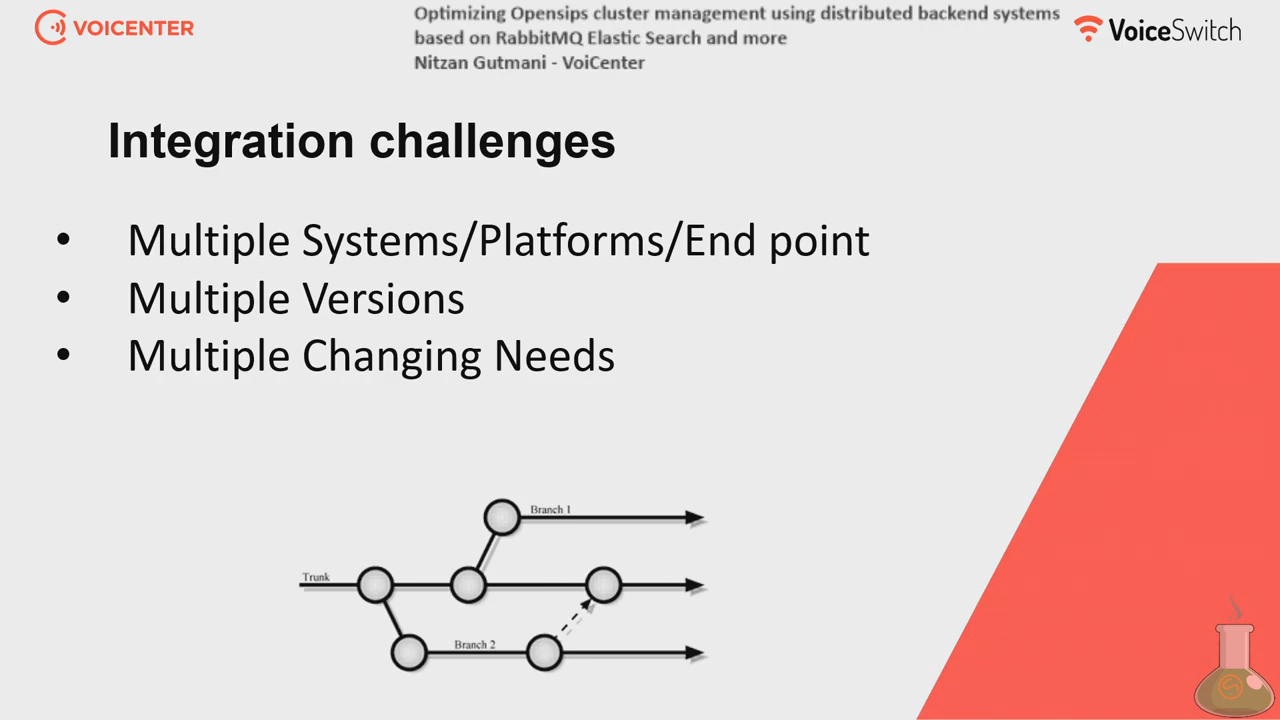 VOICENTER
Optimizing Opensips cluster management using distributed backend systems
based on RabbitMQ Elastic Search and more
Nitzan Gutmani - VoiCenter
VoiceSwitch
Integration challenges
• Multiple Systems/Platforms/End point
• Multiple Versions
• Multiple Changing Needs
Branch 1
Trunk
Branch 2